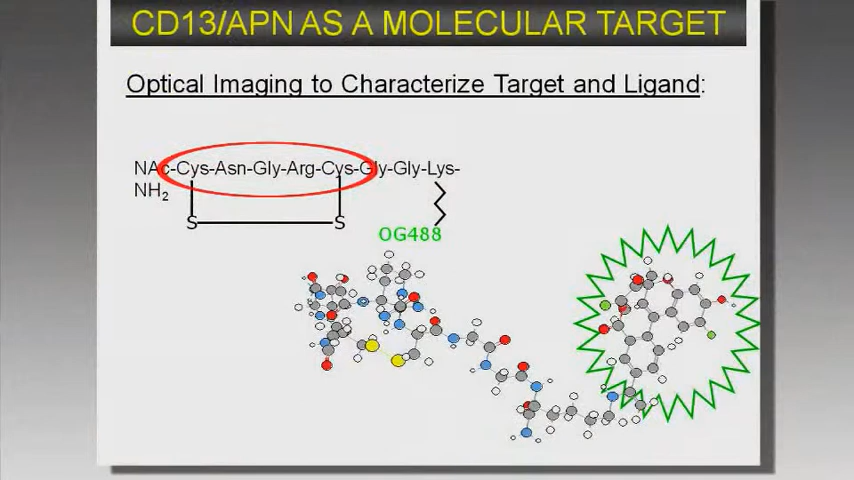 CD13/APN AS A MOLECULAR TARGET
Optical Imaging to Characterize Target and Ligand:
NAc-Cys-Asn-Gly-Arg-Cys-Gly-Gly-Lys-
NH2
S S
OG488